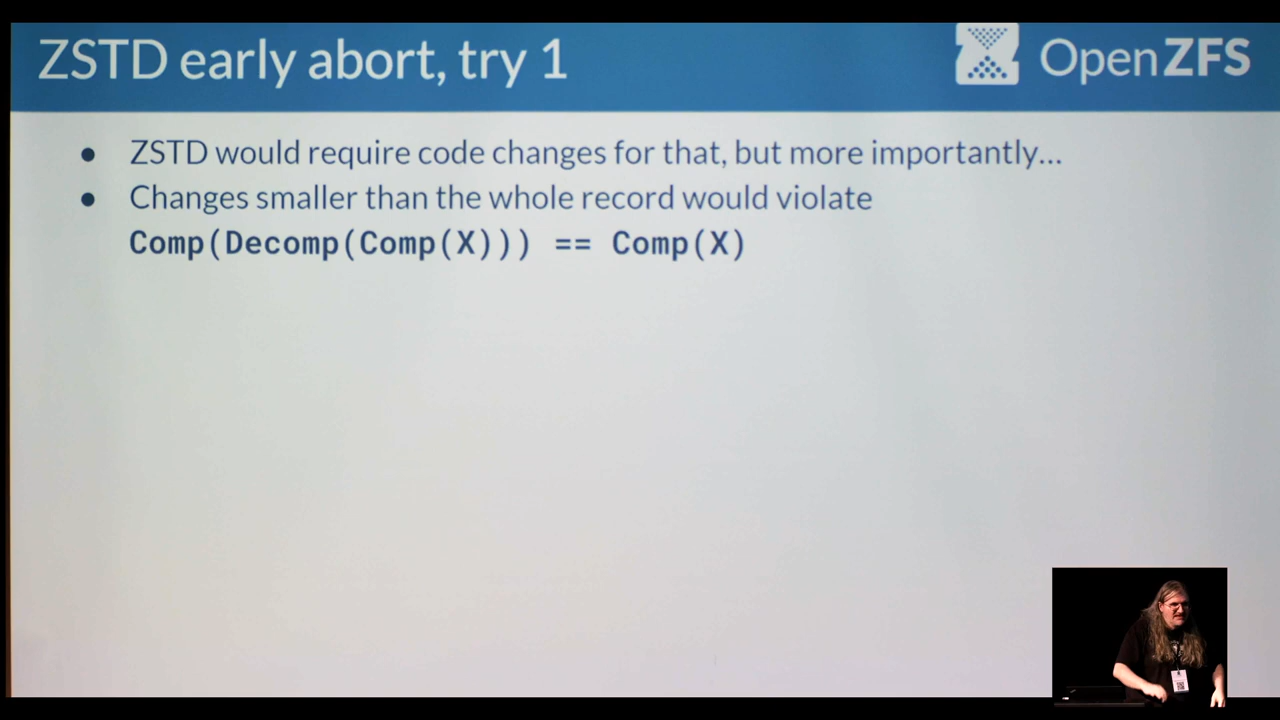 ZSTD early abort, try 1
OpenZFS
● ZSTD would require code changes for that, but more importantly...
● Changes smaller than the whole record would violate
Comp(Decomp(Comp(X))) == Comp(X)